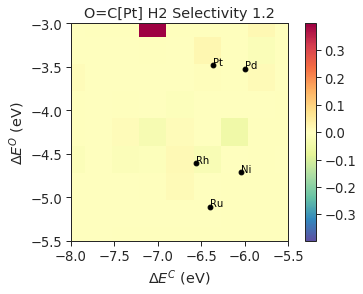 O=C[Pt] H2 Selectivity 1.2
−3.0
−3.5
−4.0
−4.5
−5.0
−5.5
ΔE^O (eV)
Pt
Pd
Rh
Ni
Ru
−8.0 −7.5 −7.0 −6.5 −6.0 −5.5
ΔE^C (eV)
0.3
0.2
0.1
0.0
−0.1
−0.2
−0.3